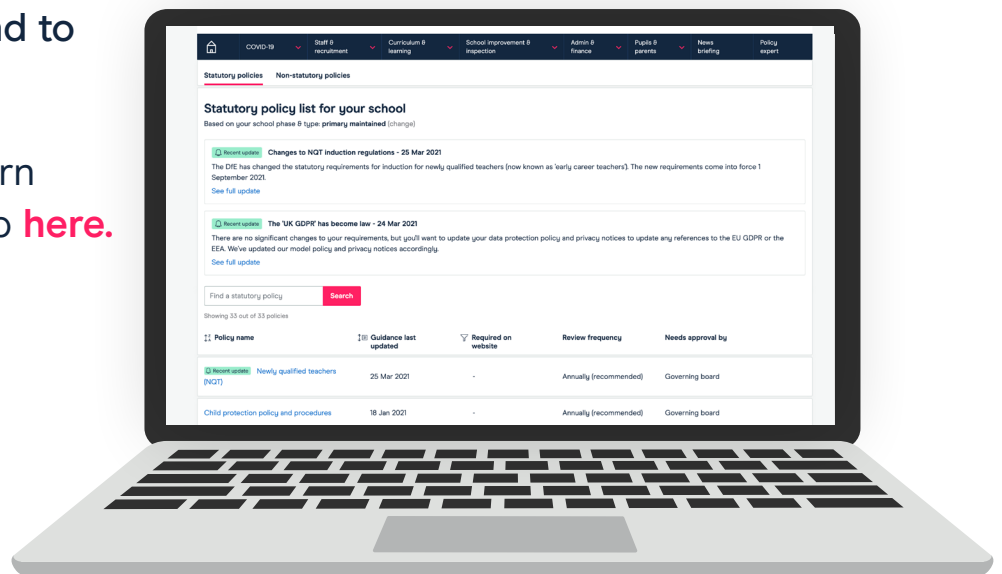 nd to
rn
o here.
COVID-19
Staff &
recruitment
Curriculum &
learning
School improvement &
inspection
Admin &
finance
Pupils &
parents
News
briefing
Policy
expert
Statutory policies Non-statutory policies
Statutory policy list for your school
Based on your school phase & type: primary maintained (change)
Recent update Changes to NQT induction regulations - 25 Mar 2021
The DfE has changed the statutory requirements for induction for newly qualified teachers (now known as 'early career teachers'). The new requirements come into force 1
September 2021.
See full update
Recent update The 'UK GDPR' has become law - 24 Mar 2021
There are no significant changes to your requirements, but you'll want to update your data protection policy and privacy notices to update any references to the EU GDPR or the
EEA. We've updated our model policy and privacy notices accordingly.
See full update
Find a statutory policy Search
Showing 33 out of 33 policies
Policy name
Guidance last
updated
Required on
website
Review frequency
Needs approval by
Recent update Newly qualified teachers
(NQT)
25 Mar 2021 - Annually (recommended) Governing board
Child protection policy and procedures 18 Jan 2021 - Annually (recommended) Governing board